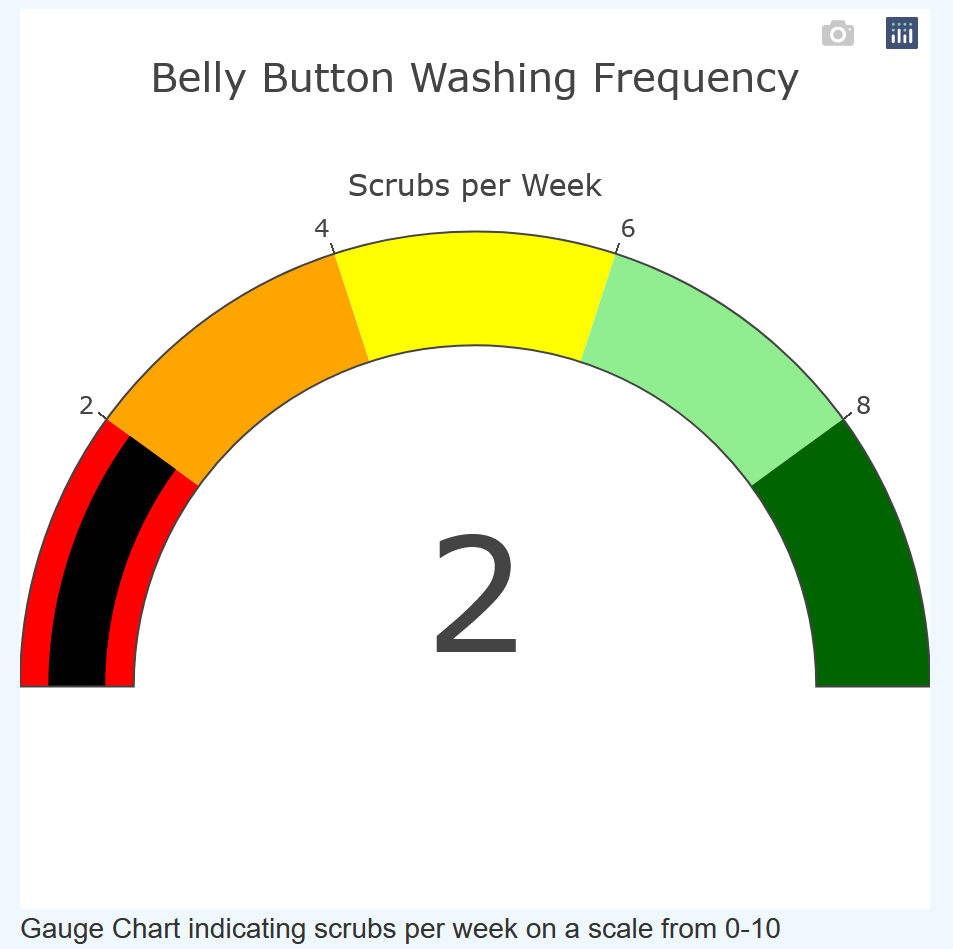 Belly Button Washing Frequency
Scrubs per Week
4
6
2
8
2
Gauge Chart indicating scrubs per week on a scale from 0-10